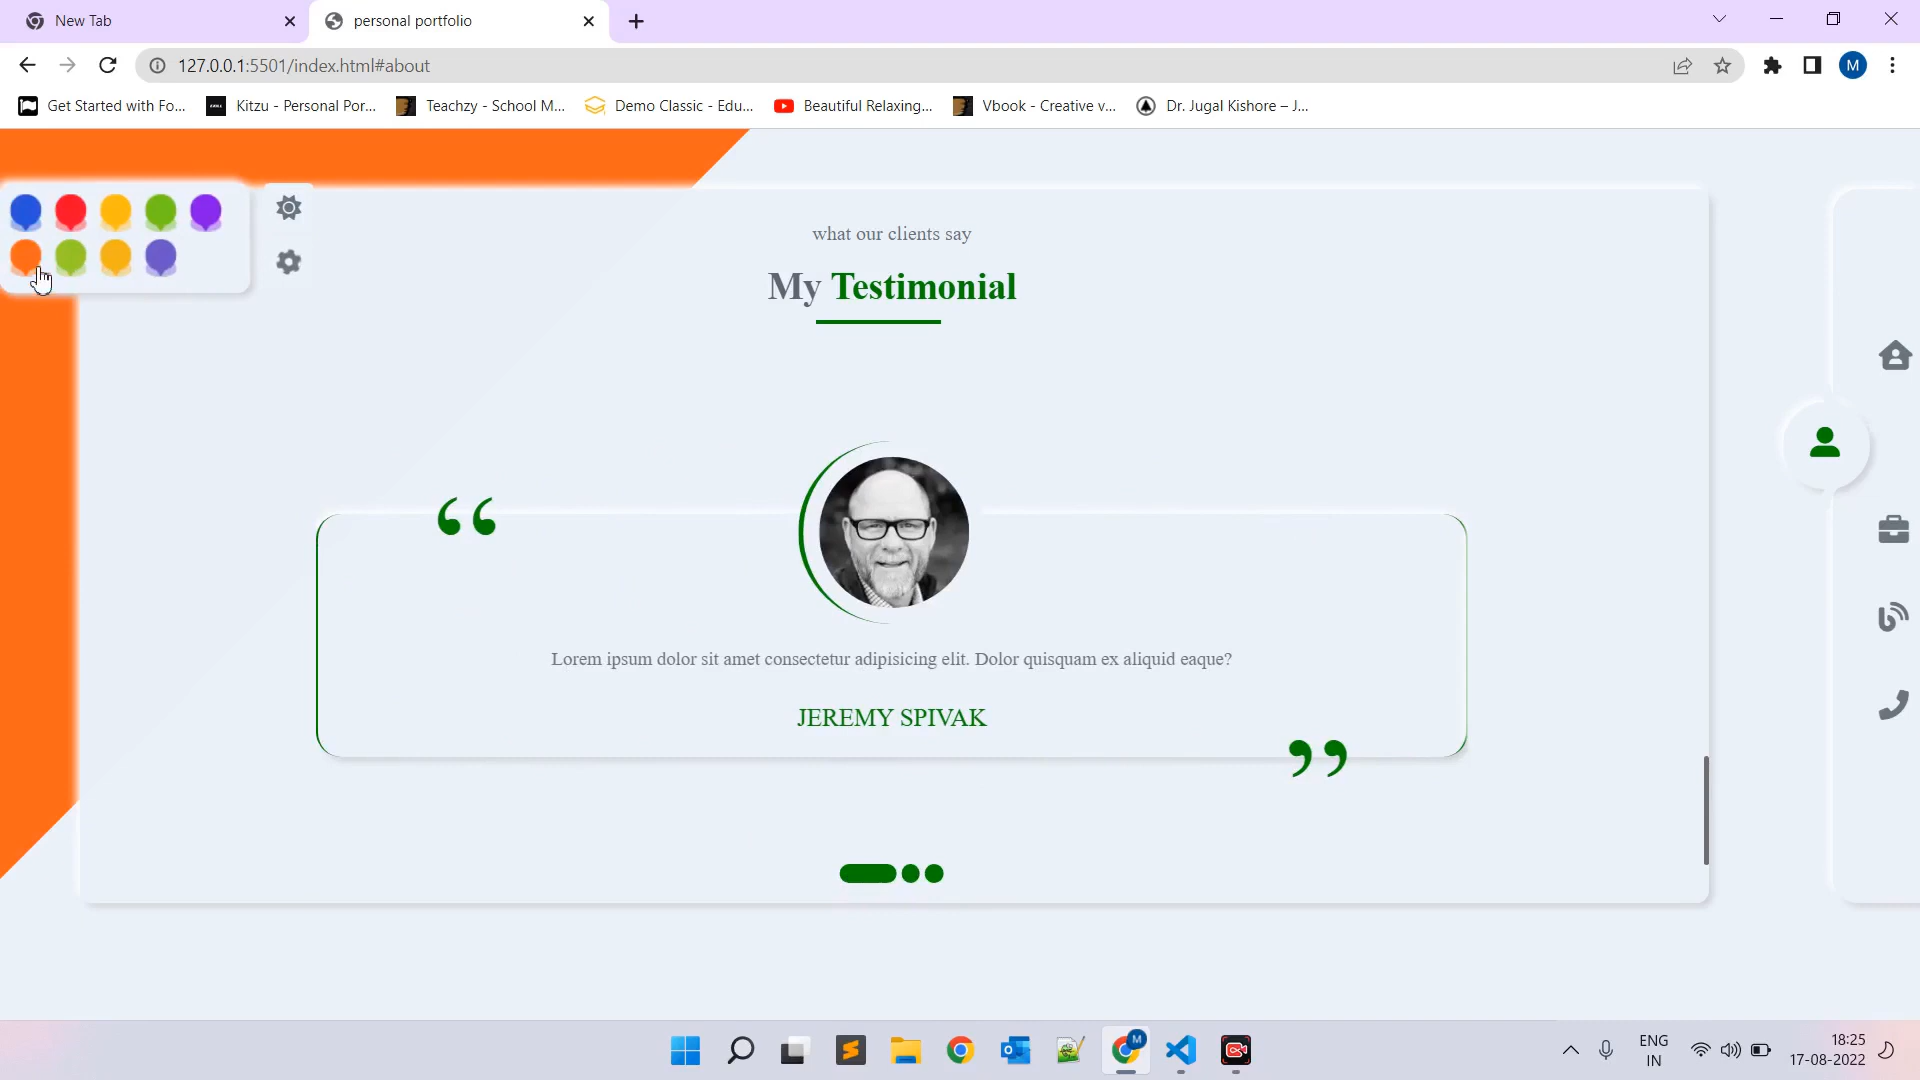 New Tab
personal portfolio
127.0.0.1:5501/index.html#about
M
Get Started with Fo...
Kitzu - Personal Por...
Teachzy - School M...
Demo Classic - Edu...
Beautiful Relaxing...
Vbook - Creative v...
Dr. Jugal Kishore – J...
what our clients say
My Testimonial
“
Lorem ipsum dolor sit amet consectetur adipisicing elit. Dolor quisquam ex aliquid eaque?
JEREMY SPIVAK
”
M
ENG
IN
18:25
17-08-2022